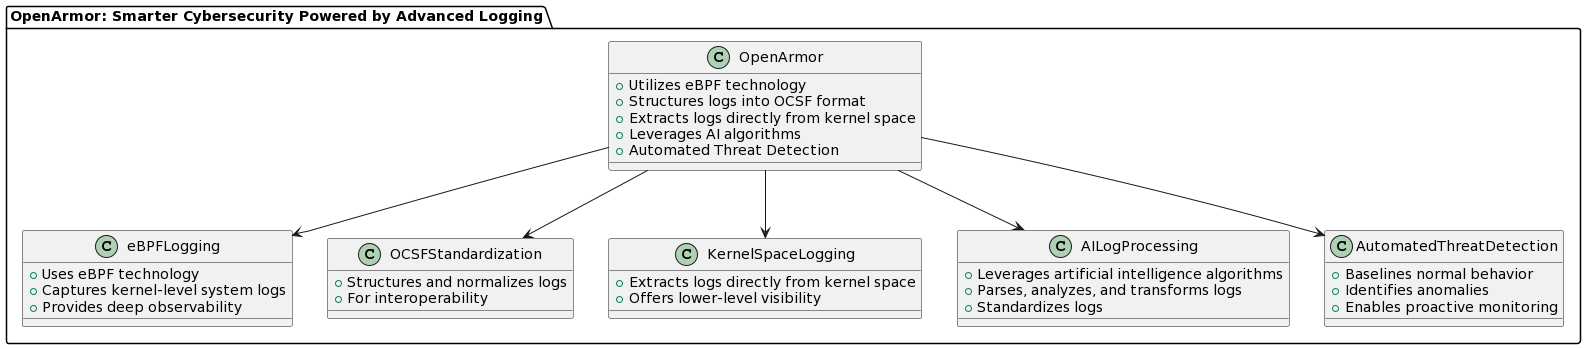 OpenArmor: Smarter Cybersecurity Powered by Advanced Logging
C OpenArmor
Utilizes eBPF technology
Structures logs into OCSF format
Extracts logs directly from kernel space
Leverages AI algorithms
Automated Threat Detection
C eBPFLogging
Uses eBPF technology
Captures kernel-level system logs
Provides deep observability
C OCSFStandardization
Structures and normalizes logs
For interoperability
C KernelSpaceLogging
Extracts logs directly from kernel space
Offers lower-level visibility
C AILogProcessing
Leverages artificial intelligence algorithms
Parses, analyzes, and transforms logs
Standardizes logs
C AutomatedThreatDetection
Baselines normal behavior
Identifies anomalies
Enables proactive monitoring